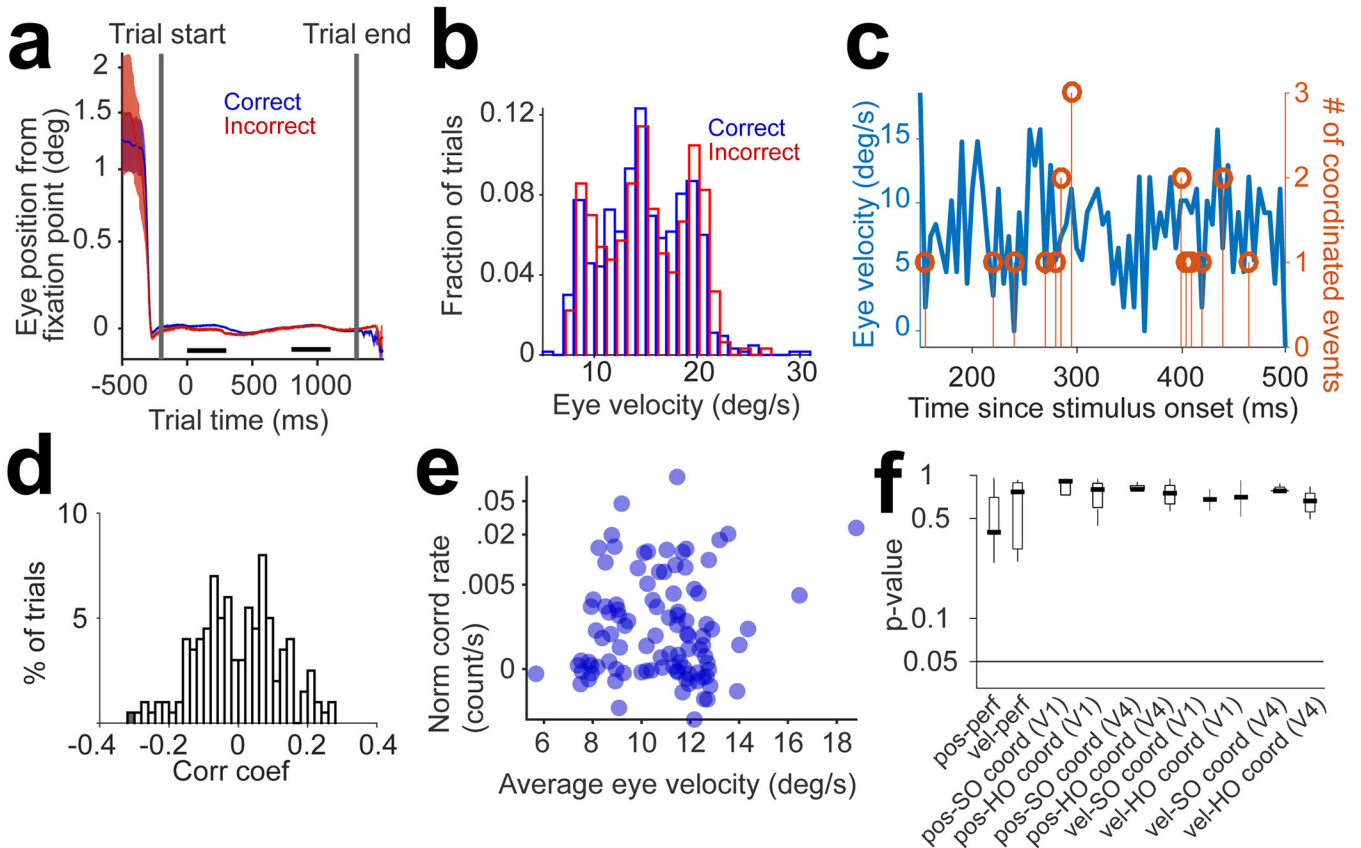 a
Trial start
Trial end
Correct
Incorrect
Eye position from
fixation point (deg)
2
1.5
1
0.5
0
-500
0
500
1000
Trial time (ms)
b
Correct
Incorrect
Fraction of trials
0.12
0.08
0.04
0
10
20
30
Eye velocity (deg/s)
c
Eye velocity (deg/s)
15
10
5
0
3
2
1
0
# of coordinated events
200
300
400
500
Time since stimulus onset (ms)
d
% of trials
10
5
-0.4
-0.2
0
0.2
0.4
Corr coef
e
Norm corrd rate
(count/s)
.05
.02
.005
0
6
8
10
12
14
16
18
Average eye velocity (deg/s)
f
p-value
1
0.5
0.1
0.05
pos-perf
vel-perf
pos-SO coord (V1)
pos-HO coord (V1)
pos-SO coord (V4)
pos-HO coord (V4)
vel-SO coord (V1)
vel-HO coord (V1)
vel-SO coord (V4)
vel-HO coord (V4)